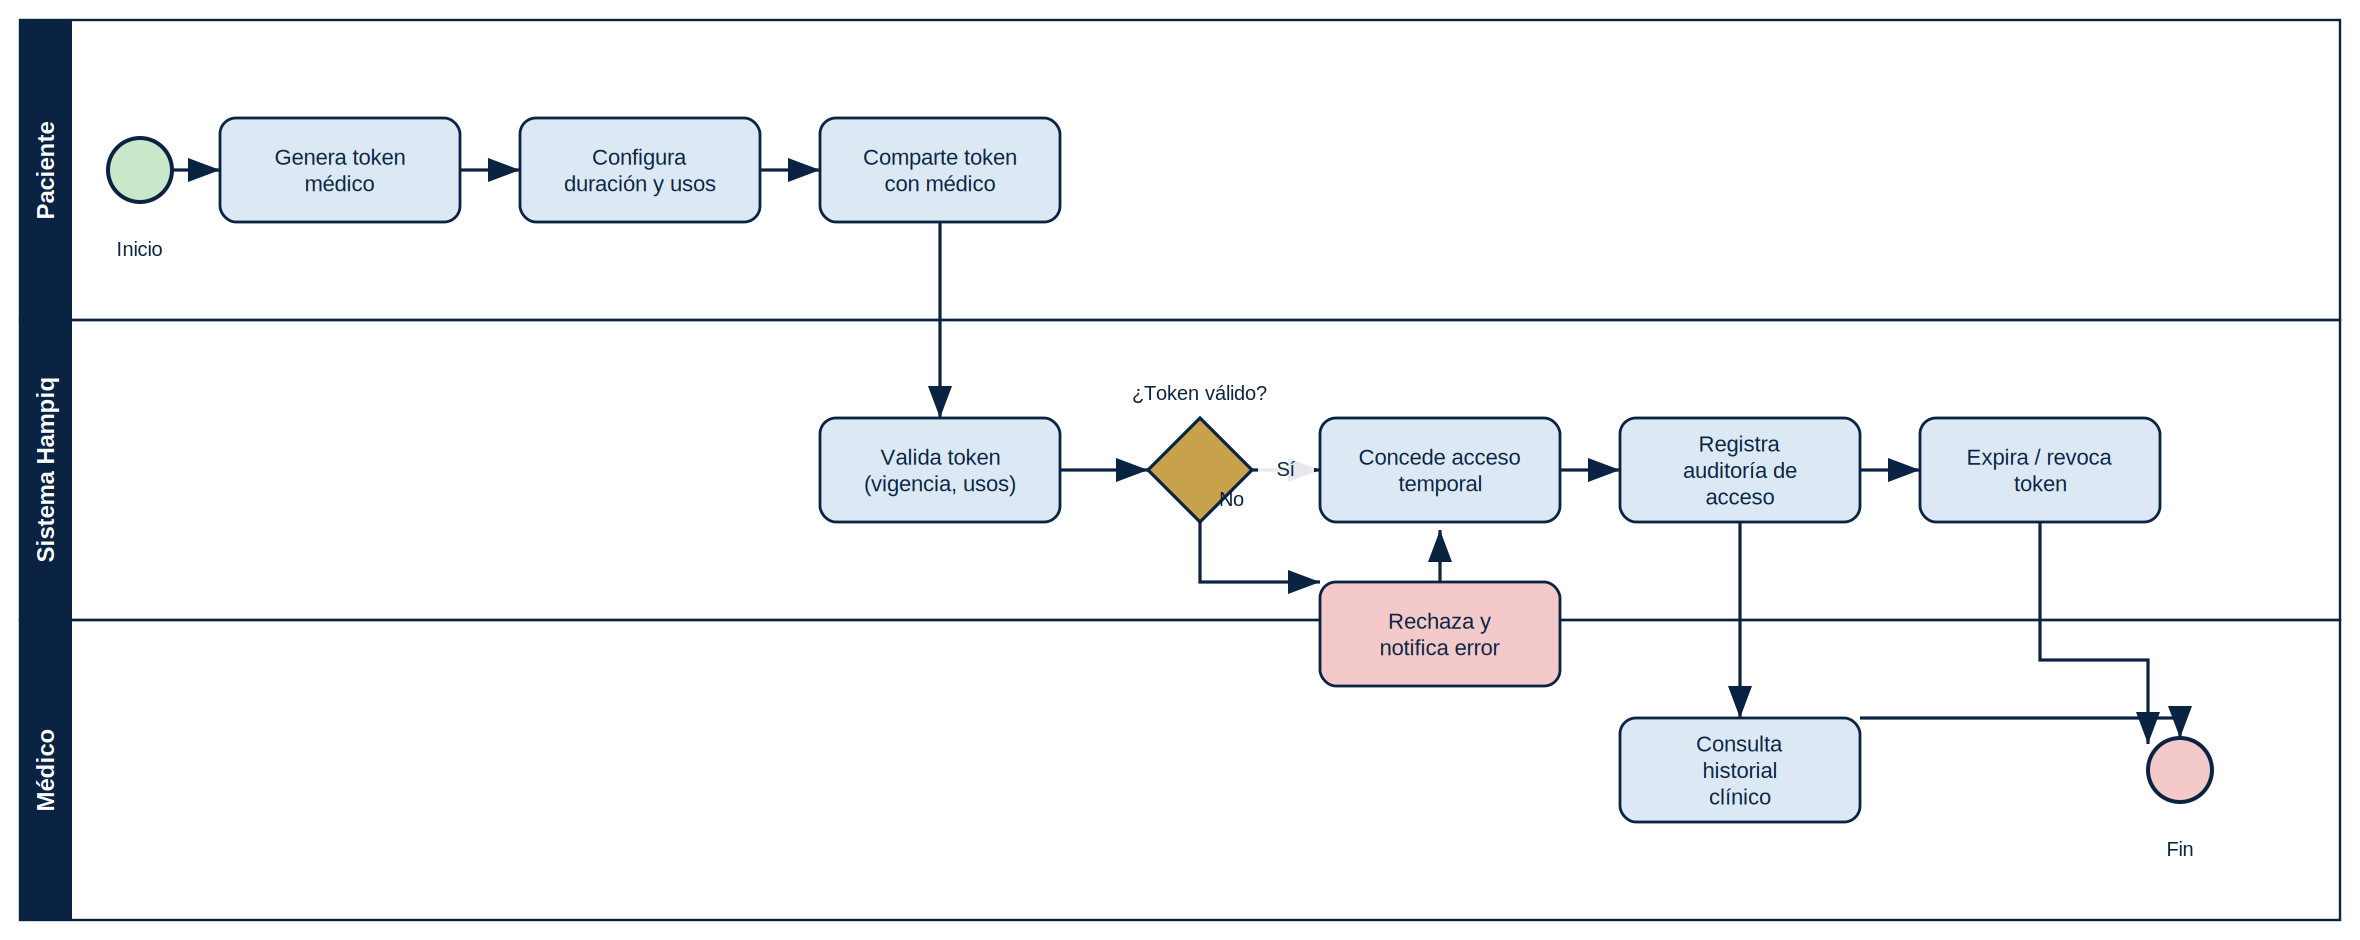 Paciente
Genera token
médico
Configura
duración y usos
Comparte token
con médico
Inicio
Sistema Hampiq
¿Token válido?
Valida token
(vigencia, usos)
Sí
No
Concede acceso
temporal
Registra
auditoría de
acceso
Expira / revoca
token
Rechaza y
notifica error
Médico
Consulta
historial
clínico
Fin